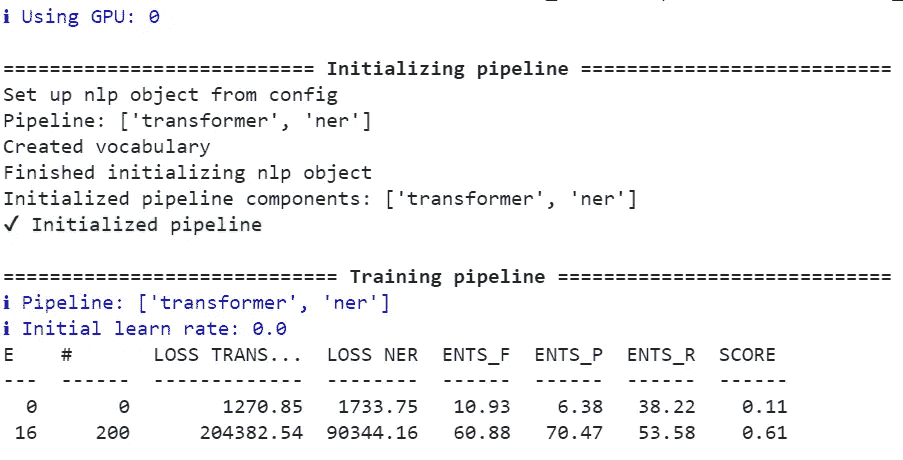 ℹ Using GPU: 0
=========================== Initializing pipeline ===========================
Set up nlp object from config
Pipeline: ['transformer', 'ner']
Created vocabulary
Finished initializing nlp object
Initialized pipeline components: ['transformer', 'ner']
✓ Initialized pipeline
============================= Training pipeline =============================
ℹ Pipeline: ['transformer', 'ner']
ℹ Initial learn rate: 0.0
E    #       LOSS TRANS...  LOSS NER  ENTS_F  ENTS_P  ENTS_R  SCORE
---  ------  -------------  --------  ------  ------  ------  ------
  0       0        1270.85   1733.75   10.93    6.38   38.22    0.11
 16     200      204382.54  90344.16   60.88   70.47   53.58    0.61